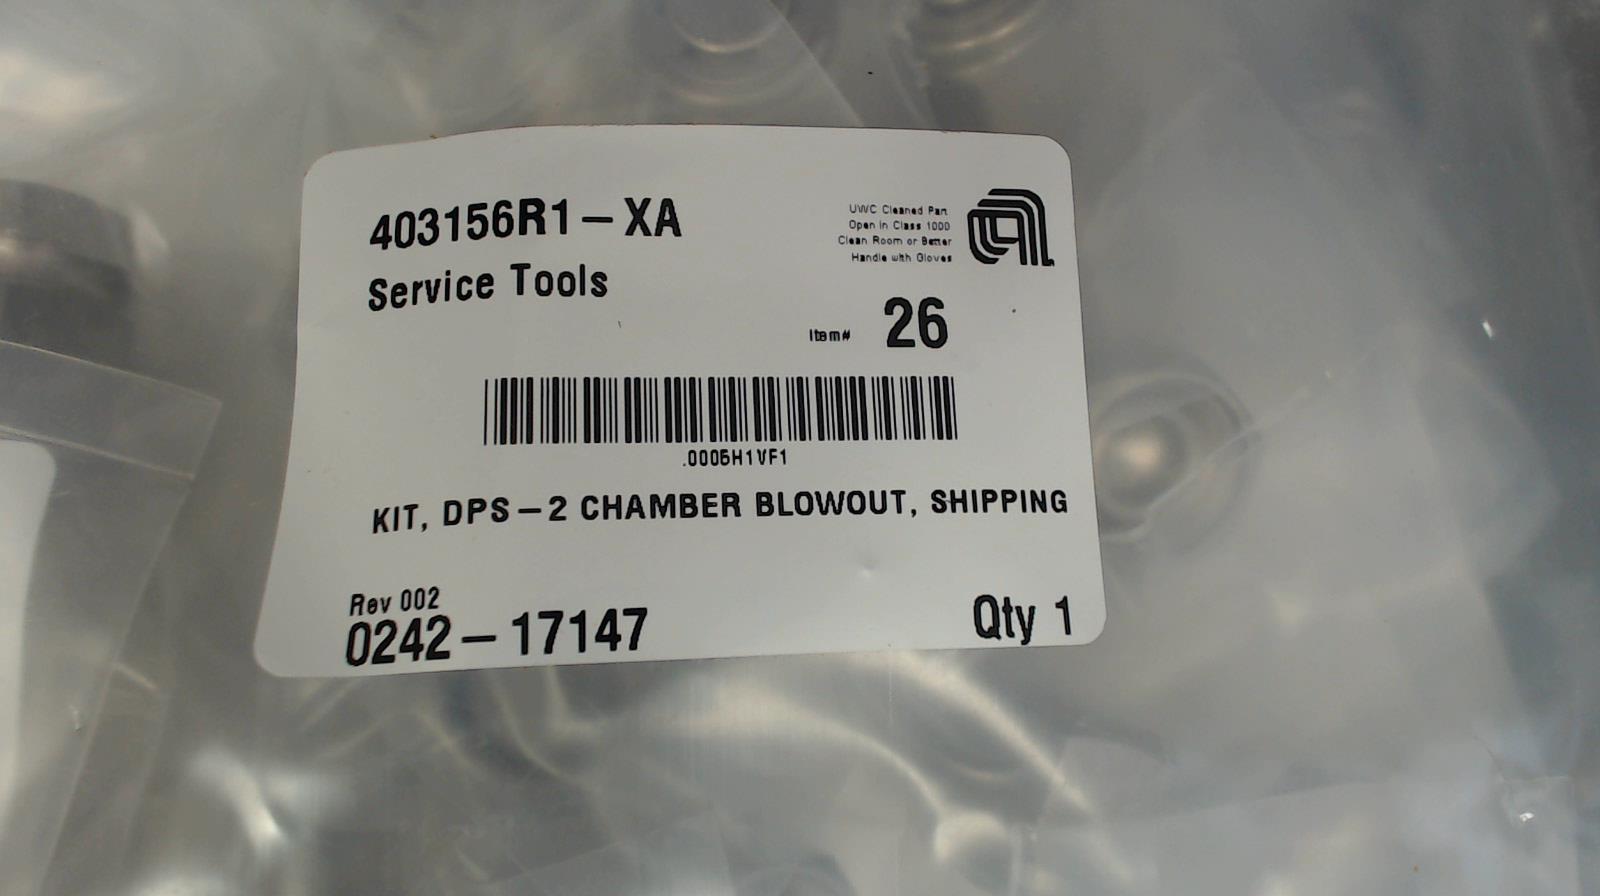 403156R1-XA
Service Tools
UWC Cleaned Part
Open in Class 1000
Clean Room or Better
Handle with Gloves
Item# 26
.0005H1VF1
KIT, DPS-2 CHAMBER BLOWOUT, SHIPPING
Rev 002
0242-17147
Qty 1